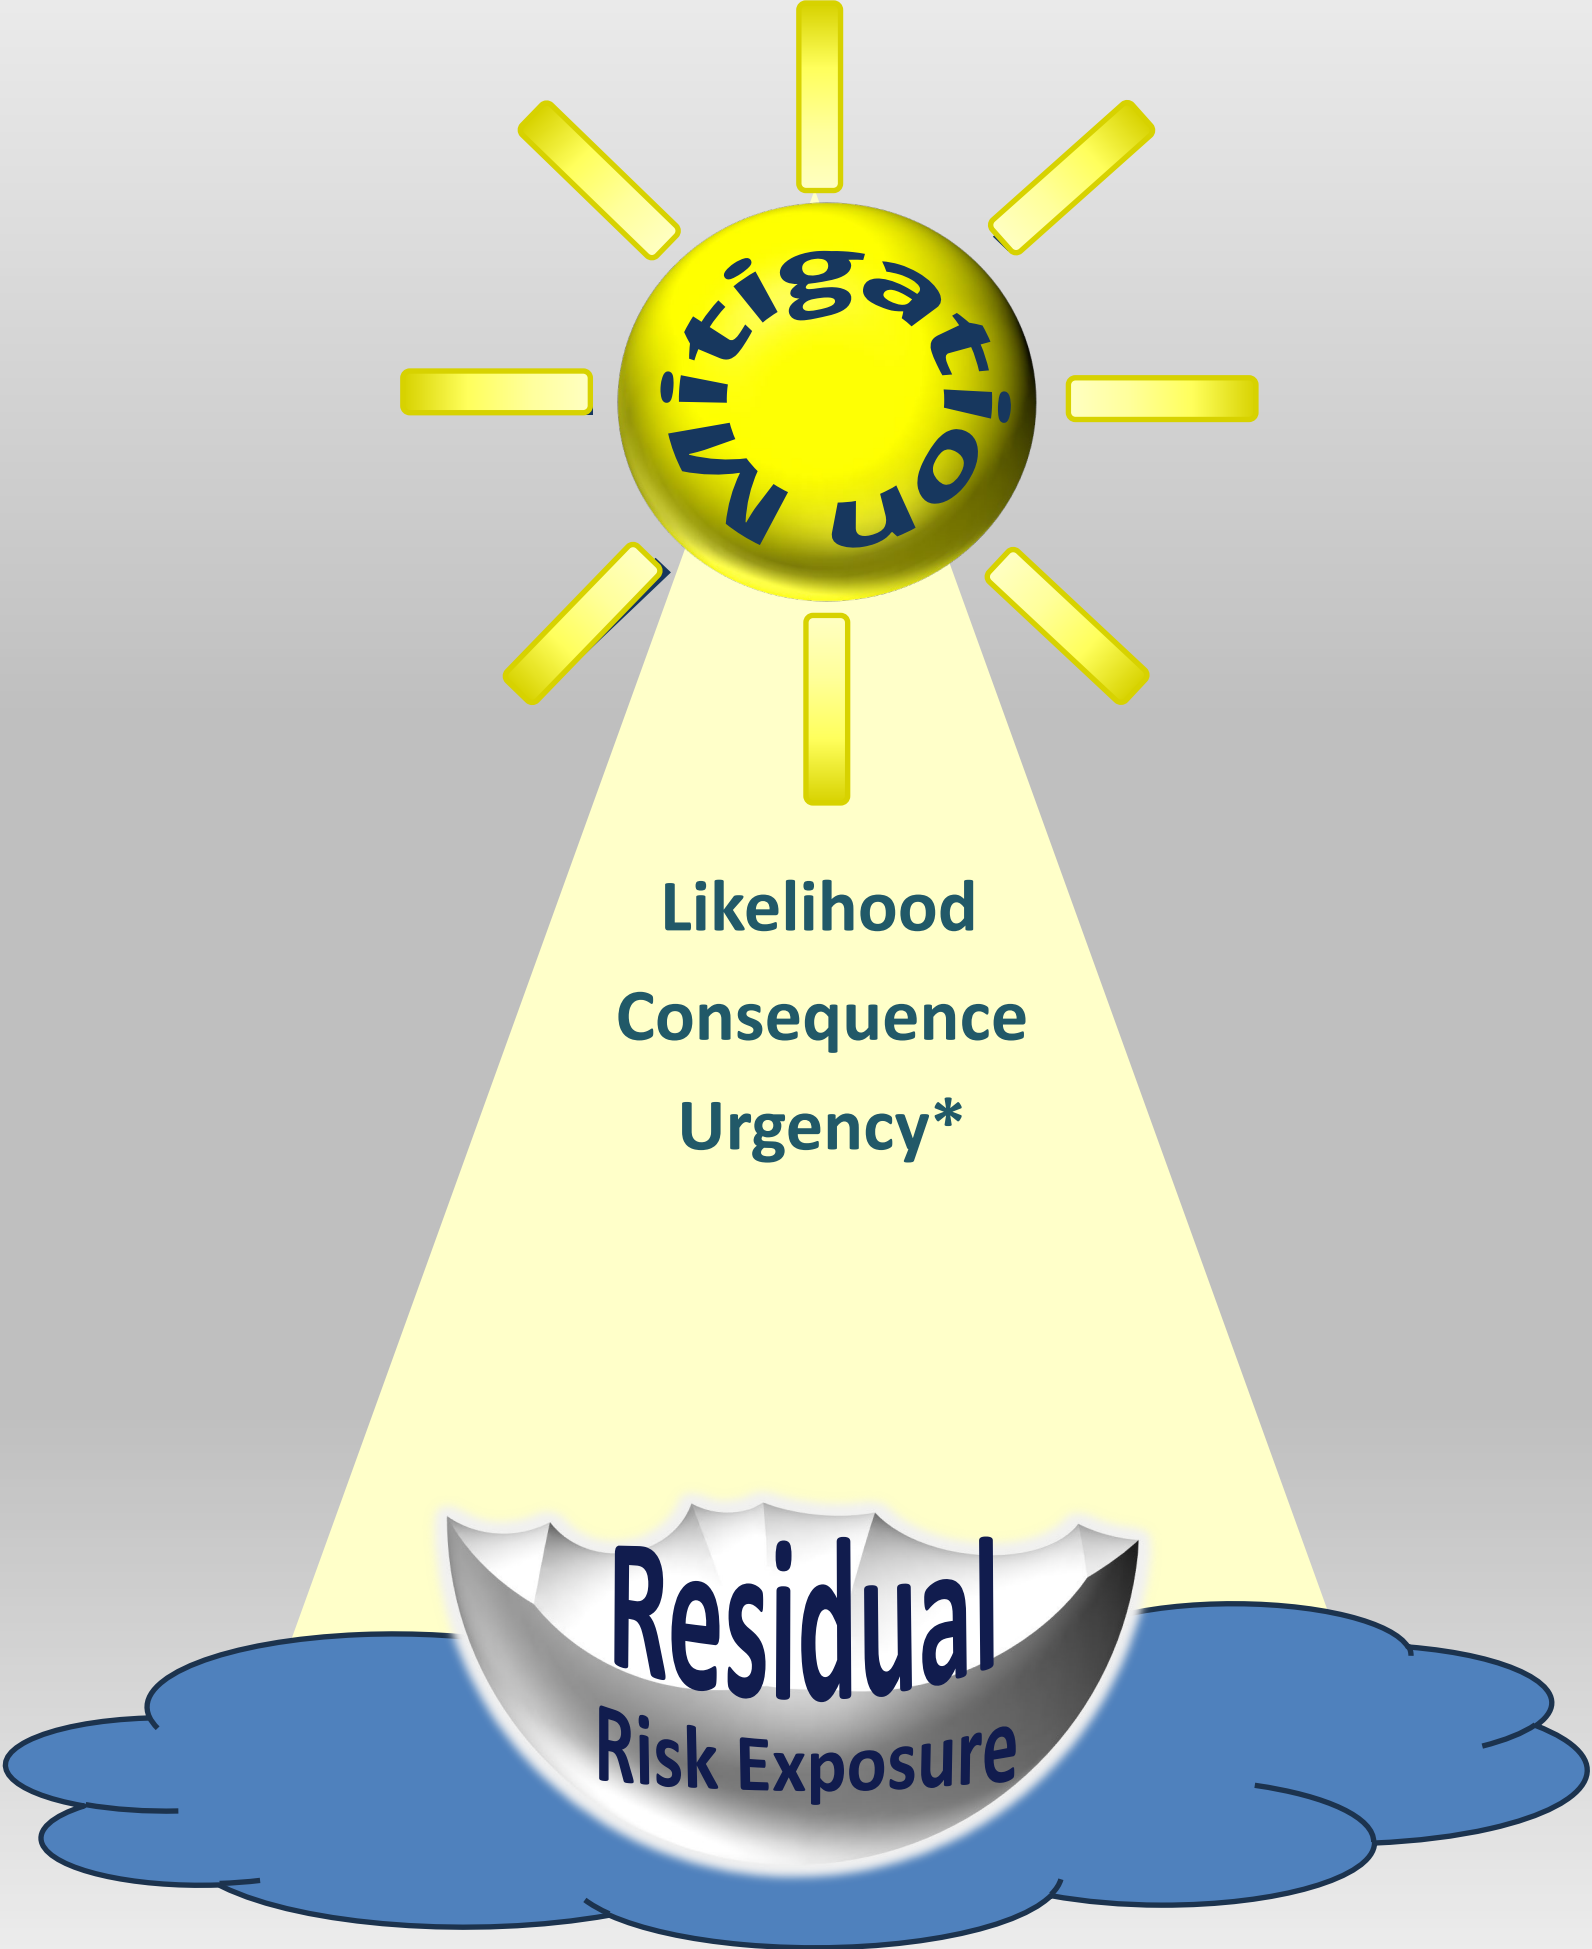 Mitigation
Likelihood
Consequence
Urgency*
Residual
Risk Exposure